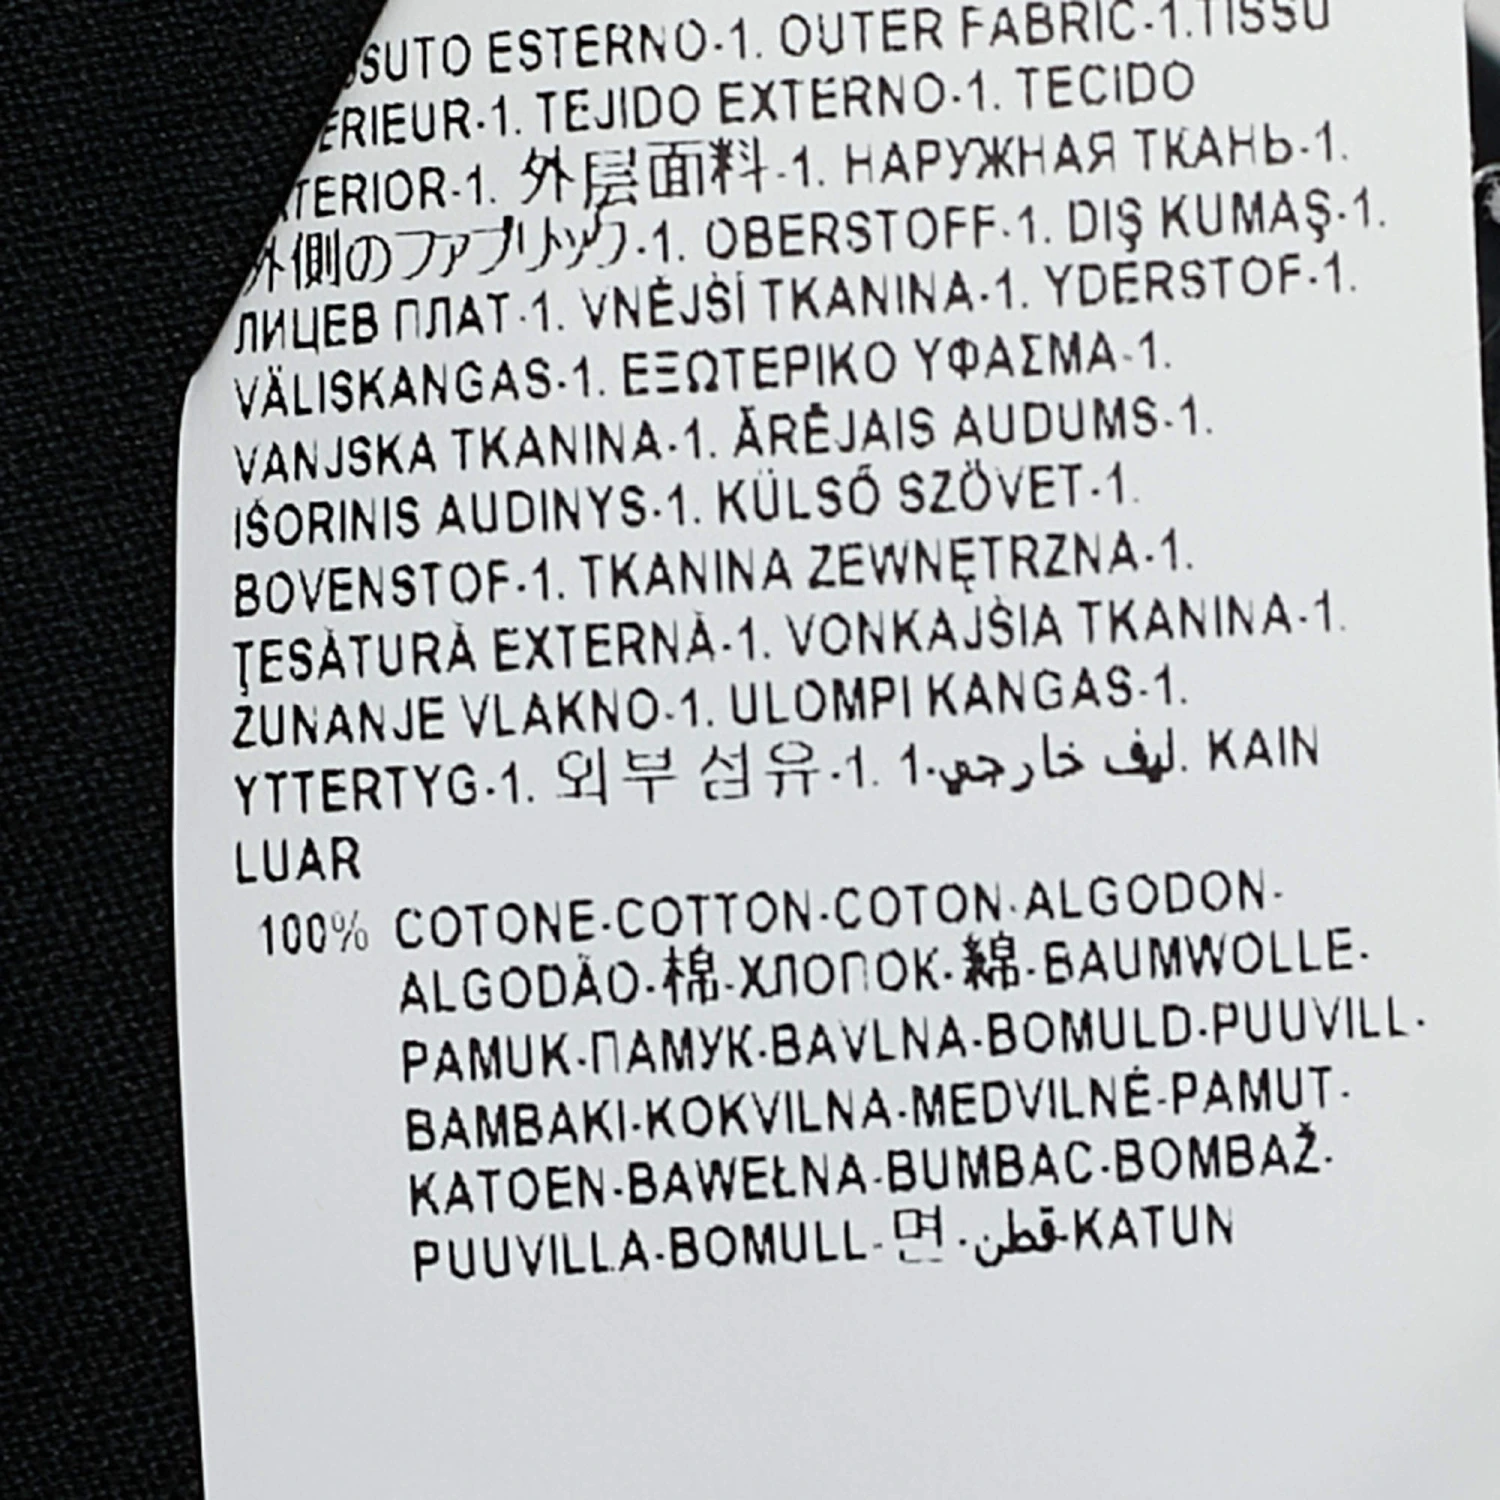 SUTO ESTERNO-1. OUTER FABRIC-1.TISSU
ERIEUR-1. TEJIDO EXTERNO-1. TECIDO
TERIOR-1. 外层面料-1. НАРУЖНАЯ ТКАНЬ-1.
外側のファブリック-1. OBERSTOFF-1. DIŞ KUMAŞ-1.
ЛИЦЕВ ПЛАТ-1. VNĖJŠÍ TKANINA-1. YDERSTOF-1.
VÄLISKANGAS-1. ΕΞΩΤΕΡΙΚΟ ΥΦΑΣΜΑ-1.
VANJSKA TKANINA-1. ĀRĒJAIS AUDUMS-1.
IŠORINIS AUDINYS-1. KÜLSŐ SZÖVET-1.
BOVENSTOF-1. TKANINA ZEWNĘTRZNA-1.
ŢESĂTURĂ EXTERNĂ-1. VONKAJŠIA TKANINA-1.
ZUNANJE VLAKNO-1. ULOMPI KANGAS-1.
YTTERTYG-1. 외부 섬유-1. 1-ليف خارجي. KAIN
LUAR
100% COTONE-COTTON-COTON-ALGODON-
ALGODÃO-棉-ХЛОПОК-綿-BAUMWOLLE-
PAMUK-ПАМУК-BAVLNA-BOMULD-PUUVILL-
BAMBAKI-KOKVILNA-MEDVILNĖ-PAMUT-
KATOEN-BAWEŁNA-BUMBAC-BOMBAŽ-
PUUVILLA-BOMULL-면-قطن-KATUN